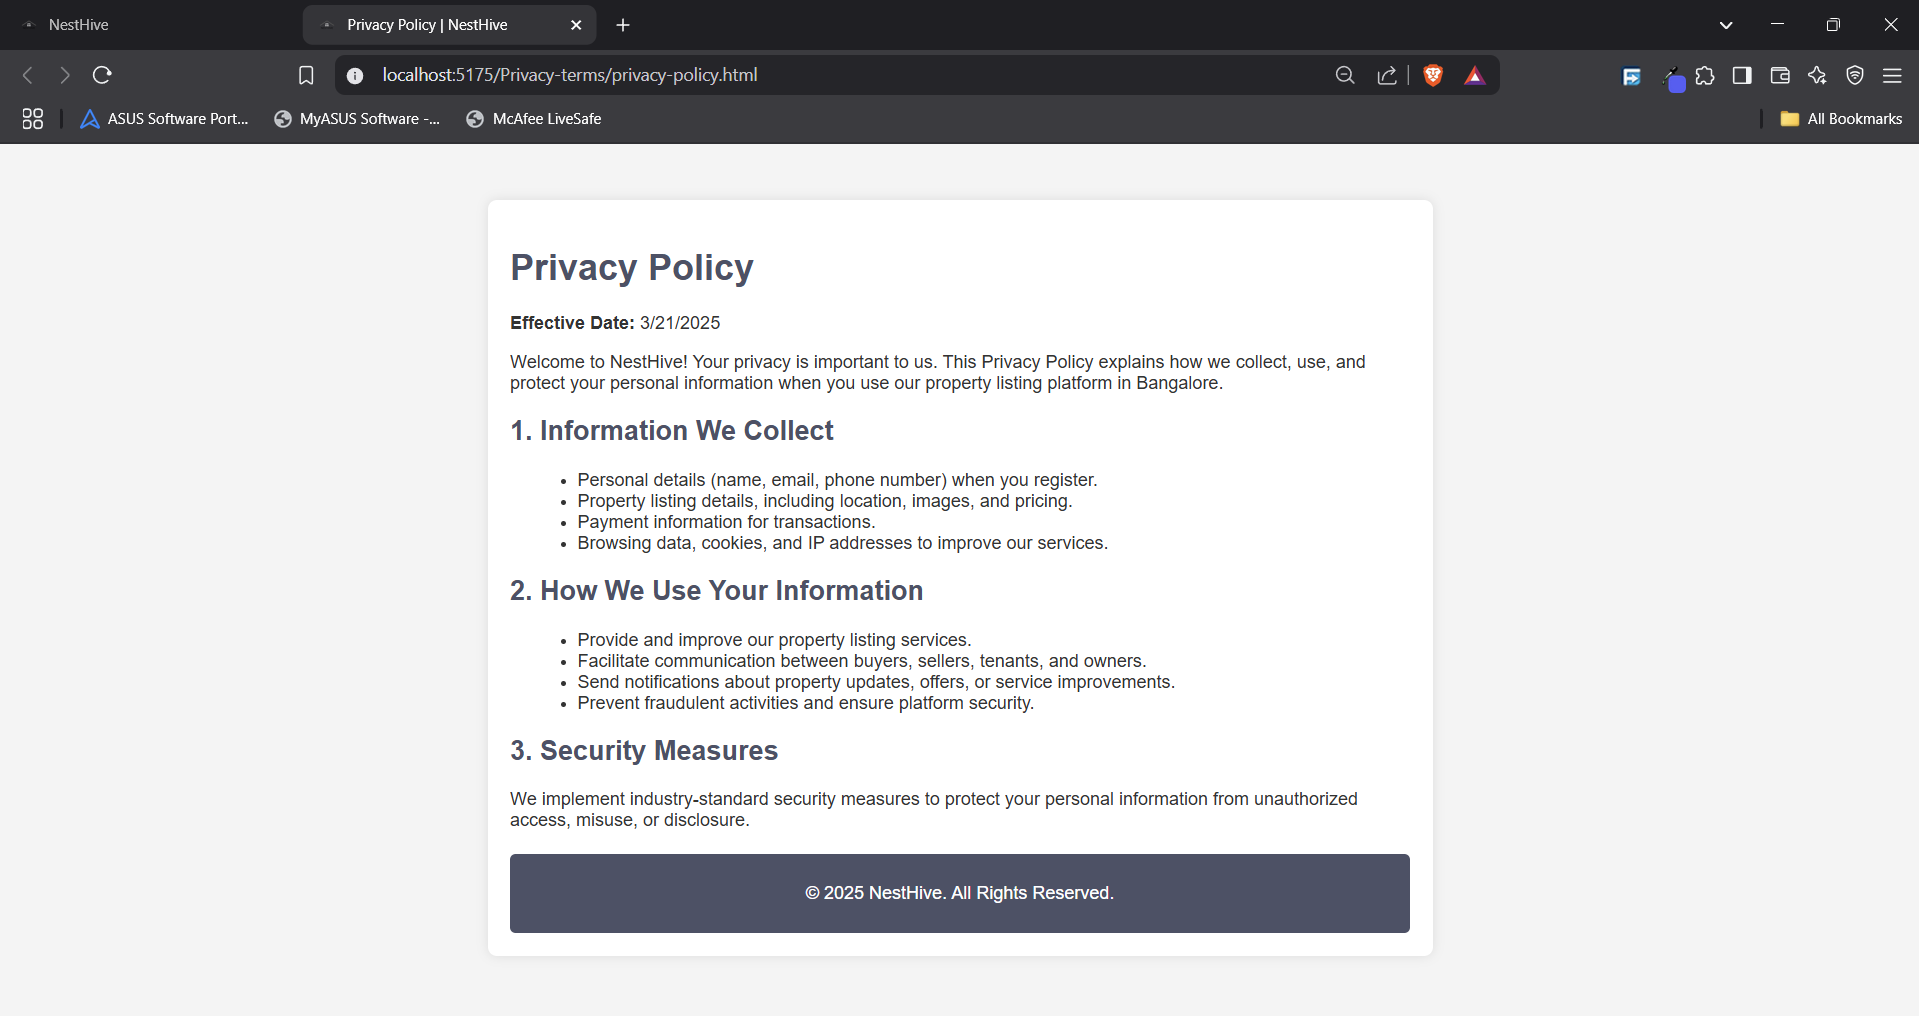 NestHive
Privacy Policy | NestHive
localhost:5175/Privacy-terms/privacy-policy.html
ASUS Software Port...
MyASUS Software -...
McAfee LiveSafe
All Bookmarks
Privacy Policy
Effective Date: 3/21/2025
Welcome to NestHive! Your privacy is important to us. This Privacy Policy explains how we collect, use, and
protect your personal information when you use our property listing platform in Bangalore.
1. Information We Collect
• Personal details (name, email, phone number) when you register.
• Property listing details, including location, images, and pricing.
• Payment information for transactions.
• Browsing data, cookies, and IP addresses to improve our services.
2. How We Use Your Information
• Provide and improve our property listing services.
• Facilitate communication between buyers, sellers, tenants, and owners.
• Send notifications about property updates, offers, or service improvements.
• Prevent fraudulent activities and ensure platform security.
3. Security Measures
We implement industry-standard security measures to protect your personal information from unauthorized
access, misuse, or disclosure.
© 2025 NestHive. All Rights Reserved.